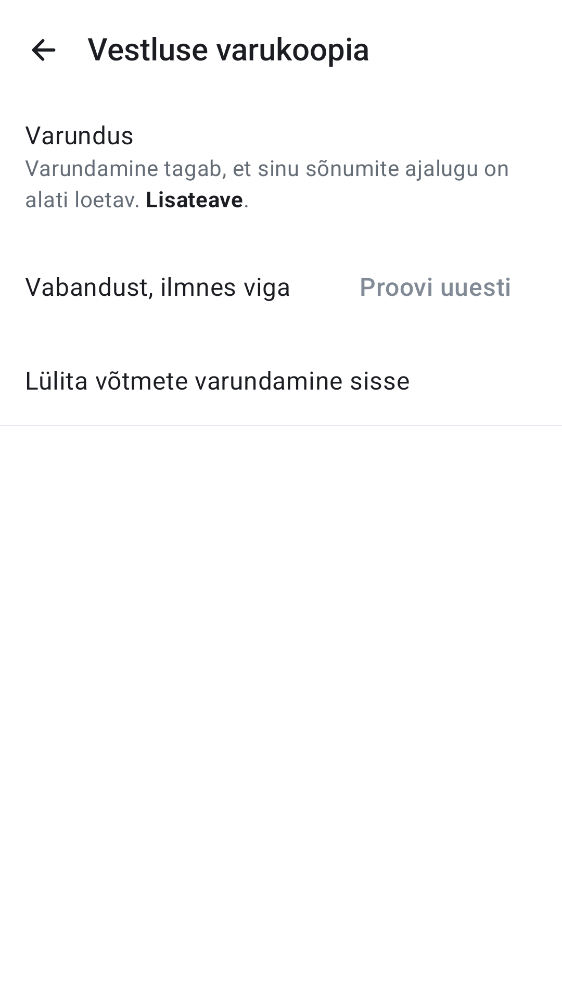 Vestluse varukoopia
Varundus
Varundamine tagab, et sinu sõnumite ajalugu on
alati loetav. Lisateave.
Vabandust, ilmnes viga
Proovi uuesti
Lülita võtmete varundamine sisse